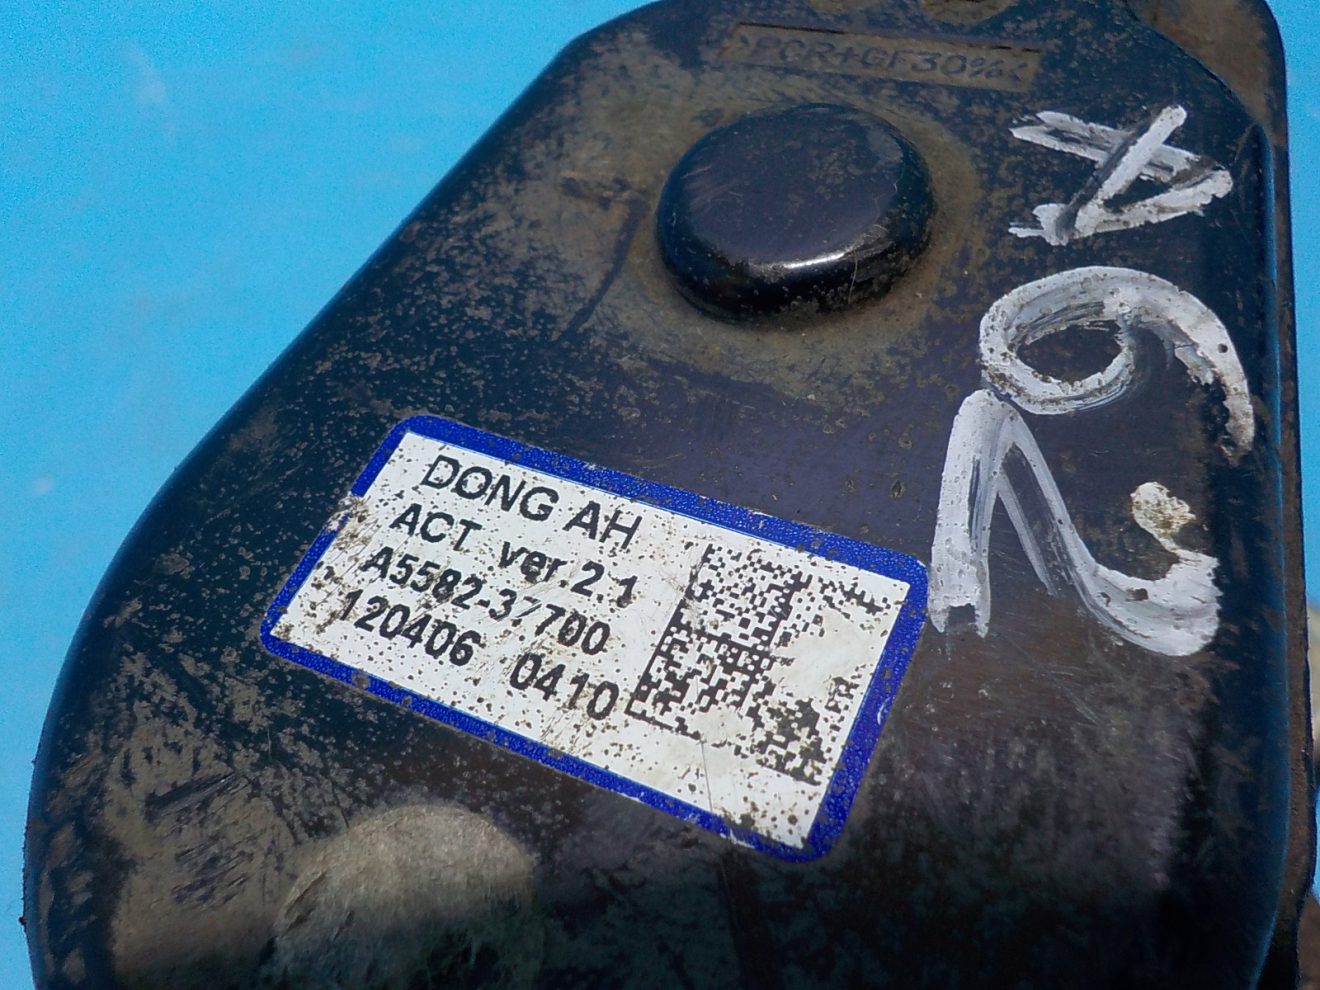 >PCR+GF30%<
DONG AH
ACT ver.2.1
A5582-37700
120406 0410